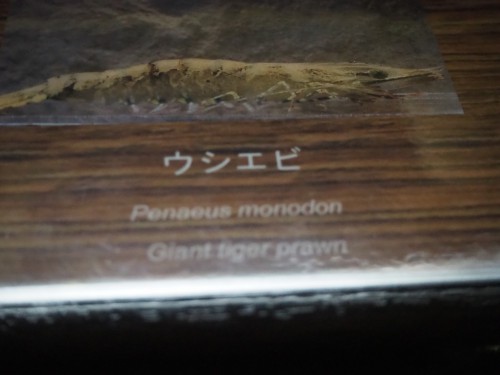 ウシエビ
Penaeus monodon
Giant tiger prawn